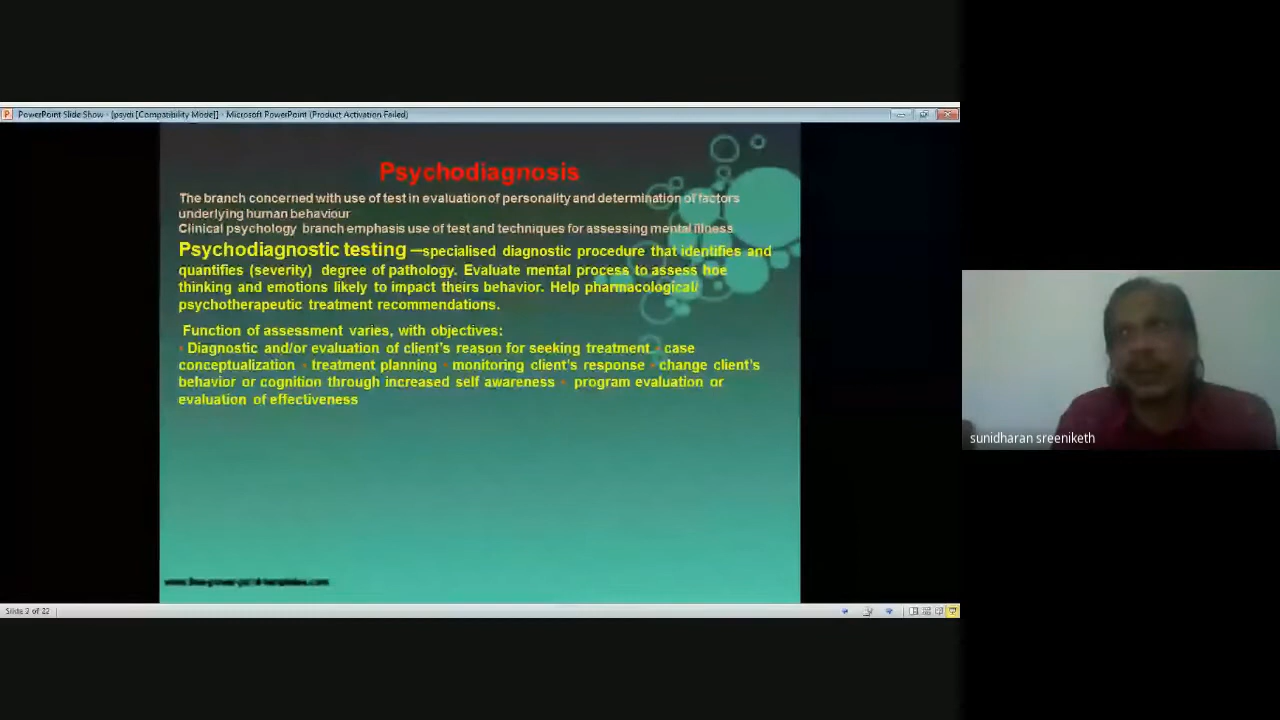 PowerPoint Slide Show - [psydi [Compatibility Mode]] - Microsoft PowerPoint (Product Activation Failed)
Psychodiagnosis
The branch concerned with use of test in evaluation of personality and determination of factors
underlying human behaviour
Clinical psychology branch emphasis use of test and techniques for assessing mental illness
Psychodiagnostic testing –specialised diagnostic procedure that identifies and
quantifies (severity) degree of pathology. Evaluate mental process to assess hoe
thinking and emotions likely to impact theirs behavior. Help pharmacological/
psychotherapeutic treatment recommendations.
Function of assessment varies, with objectives:
• Diagnostic and/or evaluation of client's reason for seeking treatment • case
conceptualization • treatment planning • monitoring client's response • change client's
behavior or cognition through increased self awareness • program evaluation or
evaluation of effectiveness
sunidharan sreeniketh
www.free-power-point-templates.com
Slide 3 of 22